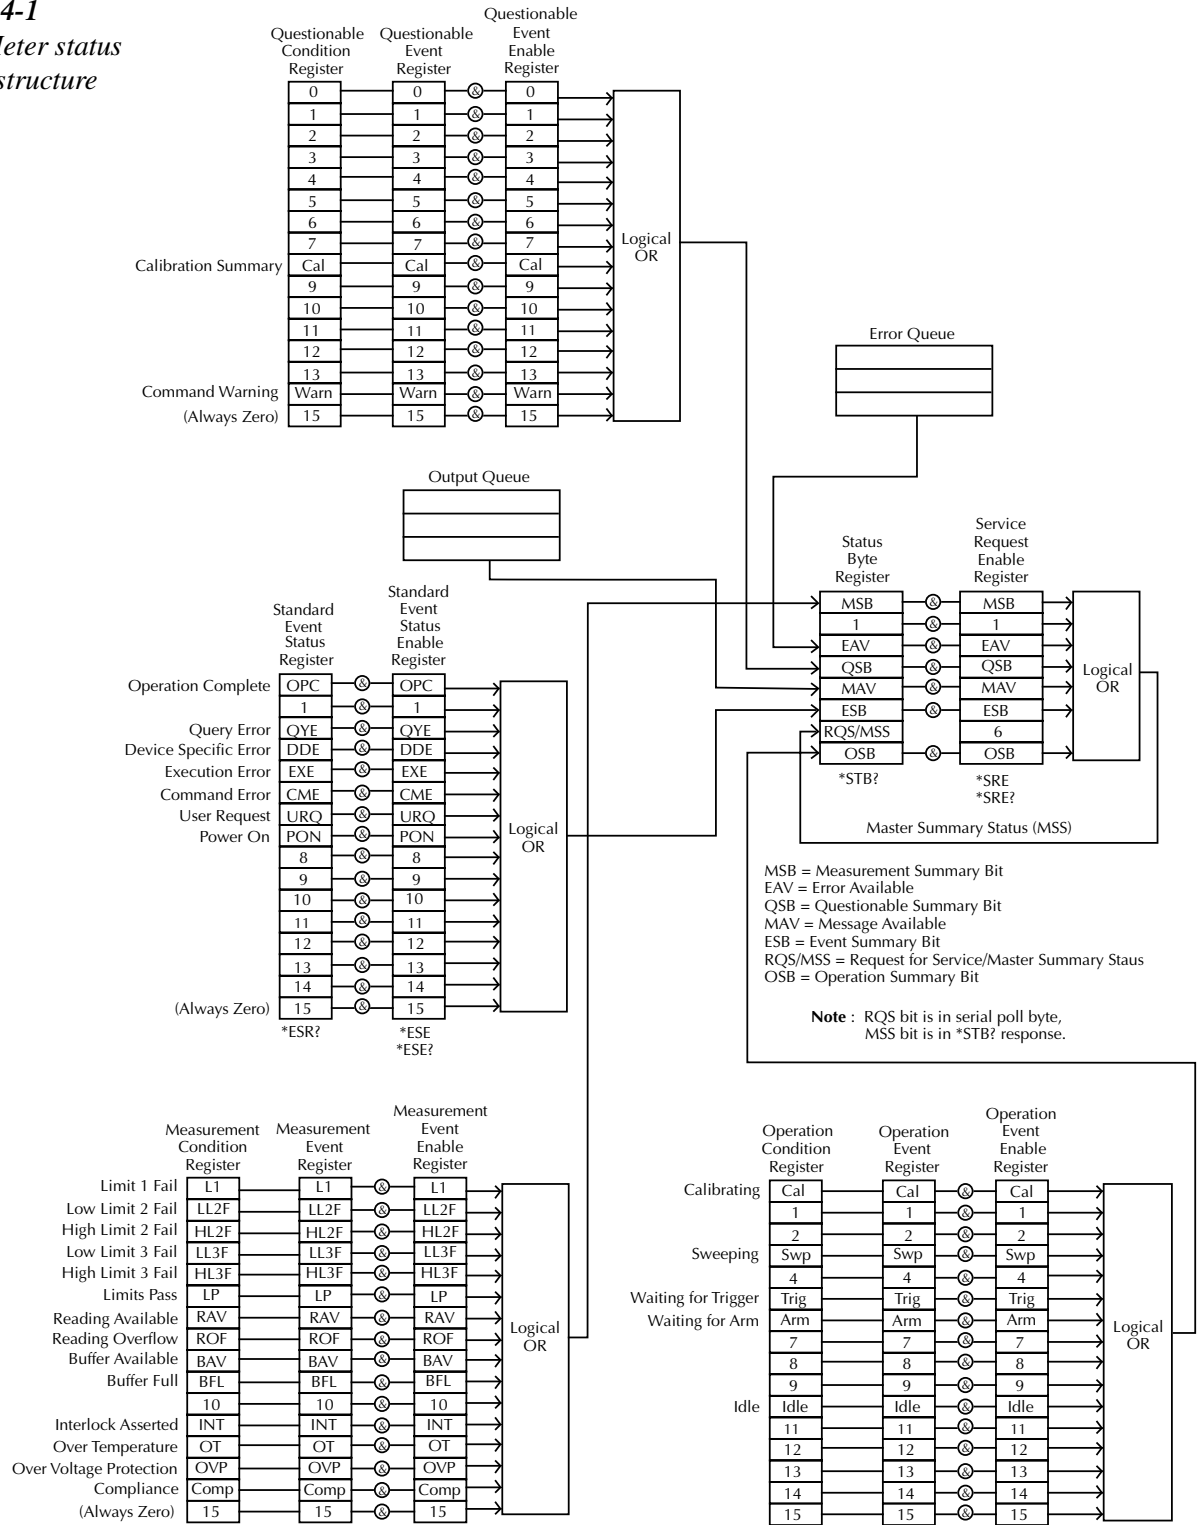 4-1
Meter status
structure
Questionable
Condition
Register
Questionable
Event
Register
Questionable
Event
Enable
Register
0 0 & 0
1 1 & 1
2 2 & 2
3 3 & 3
4 4 & 4
5 5 & 5
6 6 & 6
7 7 & 7
Calibration Summary Cal Cal & Cal
9 9 & 9
10 10 & 10
11 11 & 11
12 12 & 12
13 13 & 13
Command Warning Warn Warn & Warn
(Always Zero) 15 15 & 15
Logical
OR
Error Queue
Output Queue
Standard
Event
Status
Register
Standard
Event
Status
Enable
Register
Operation Complete OPC & OPC
1 & 1
Query Error QYE & QYE
Device Specific Error DDE & DDE
Execution Error EXE & EXE
Command Error CME & CME
User Request URQ & URQ
Power On PON & PON
8 & 8
9 & 9
10 & 10
11 & 11
12 & 12
13 & 13
14 & 14
(Always Zero) 15 & 15
*ESR?
*ESE
*ESE?
Logical
OR
Status
Byte
Register
Service
Request
Enable
Register
MSB & MSB
1 & 1
EAV & EAV
QSB & QSB
MAV & MAV
ESB & ESB
RQS/MSS 6
OSB & OSB
*STB?
*SRE
*SRE?
Logical
OR
Master Summary Status (MSS)
MSB = Measurement Summary Bit
EAV = Error Available
QSB = Questionable Summary Bit
MAV = Message Available
ESB = Event Summary Bit
RQS/MSS = Request for Service/Master Summary Staus
OSB = Operation Summary Bit
Note : RQS bit is in serial poll byte,
MSS bit is in *STB? response.
Measurement
Condition
Register
Measurement
Event
Register
Measurement
Event
Enable
Register
Limit 1 Fail L1 L1 & L1
Low Limit 2 Fail LL2F LL2F & LL2F
High Limit 2 Fail HL2F HL2F & HL2F
Low Limit 3 Fail LL3F LL3F & LL3F
High Limit 3 Fail HL3F HL3F & HL3F
Limits Pass LP LP & LP
Reading Available RAV RAV & RAV
Reading Overflow ROF ROF & ROF
Buffer Available BAV BAV & BAV
Buffer Full BFL BFL & BFL
10 10 & 10
Interlock Asserted INT INT & INT
Over Temperature OT OT & OT
Over Voltage Protection OVP OVP & OVP
Compliance Comp Comp & Comp
(Always Zero) 15 15 & 15
Logical
OR
Operation
Condition
Register
Operation
Event
Register
Operation
Event
Enable
Register
Calibrating Cal Cal & Cal
1 1 & 1
2 2 & 2
Sweeping Swp Swp & Swp
4 4 & 4
Waiting for Trigger Trig Trig & Trig
Waiting for Arm Arm Arm & Arm
7 7 & 7
8 8 & 8
9 9 & 9
Idle Idle Idle & Idle
11 11 & 11
12 12 & 12
13 13 & 13
14 14 & 14
15 15 & 15
Logical
OR